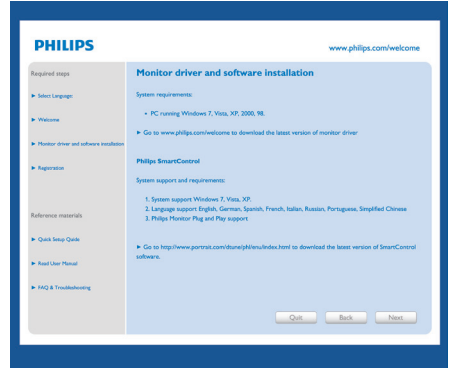 PHILIPS
www.philips.com/welcome
Required steps
► Select Language:
► Welcome
► Monitor driver and software installation
► Registration
Reference materials
► Quick Setup Quide
► Read User Manual
► FAQ & Troubleshooting
Monitor driver and software installation
System requirements:
• PC running Windows 7, Vista, XP, 2000, 98.
► Go to www.philips.com/welcome to download the latest version of monitor driver
Philips SmartControl
System support and requirements:
1. System support Windows 7, Vista, XP.
2. Language support English, German, Spanish, French, Italian, Russian, Portuguese, Simplified Chinese
3. Philips Monitor Plug and Play support
► Go to http://www.portrait.com/dtune/phl/enu/index.html to download the latest version of SmartControl
software.
Quit
Back
Next